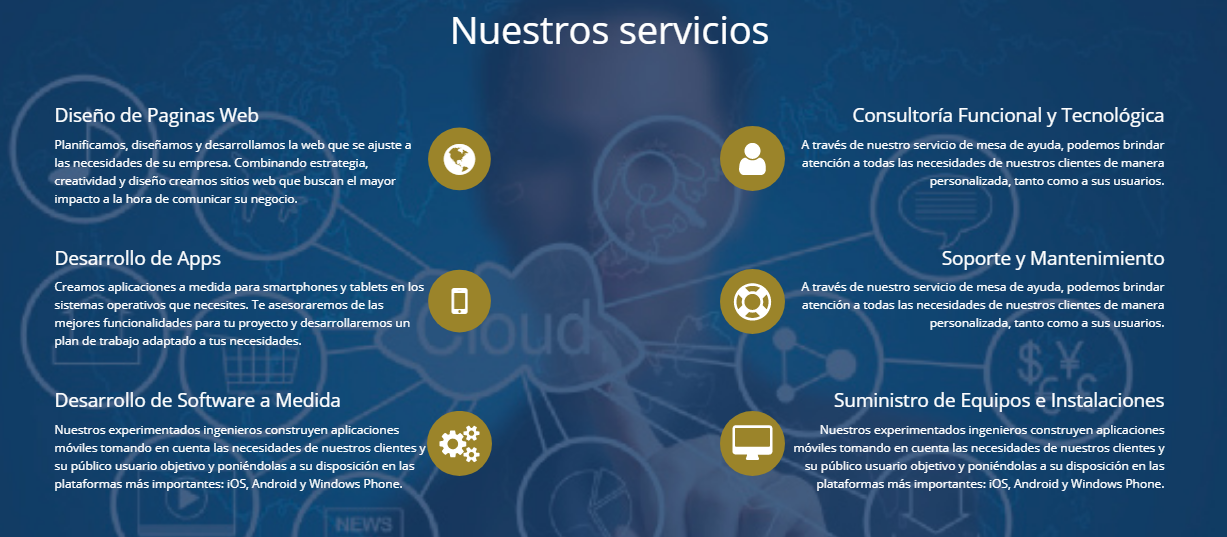 Nuestros servicios
Diseño de Paginas Web
Planificamos, diseñamos y desarrollamos la web que se ajuste a
las necesidades de su empresa. Combinando estrategia,
creatividad y diseño creamos sitios web que buscan el mayor
impacto a la hora de comunicar su negocio.
Desarrollo de Apps
Creamos aplicaciones a medida para smartphones y tablets en los
sistemas operativos que necesites. Te asesoraremos de las
mejores funcionalidades para tu proyecto y desarrollaremos un
plan de trabajo adaptado a tus necesidades.
Desarrollo de Software a Medida
Nuestros experimentados ingenieros construyen aplicaciones
móviles tomando en cuenta las necesidades de nuestros clientes y
su público usuario objetivo y poniéndolas a su disposición en las
plataformas más importantes: iOS, Android y Windows Phone.
Consultoría Funcional y Tecnológica
A través de nuestro servicio de mesa de ayuda, podemos brindar
atención a todas las necesidades de nuestros clientes de manera
personalizada, tanto como a sus usuarios.
Soporte y Mantenimiento
A través de nuestro servicio de mesa de ayuda, podemos brindar
atención a todas las necesidades de nuestros clientes de manera
personalizada, tanto como a sus usuarios.
Suministro de Equipos e Instalaciones
Nuestros experimentados ingenieros construyen aplicaciones
móviles tomando en cuenta las necesidades de nuestros clientes y
su público usuario objetivo y poniéndolas a su disposición en las
plataformas más importantes: iOS, Android y Windows Phone.
Cloud
$ ¥
€ £
NEWS